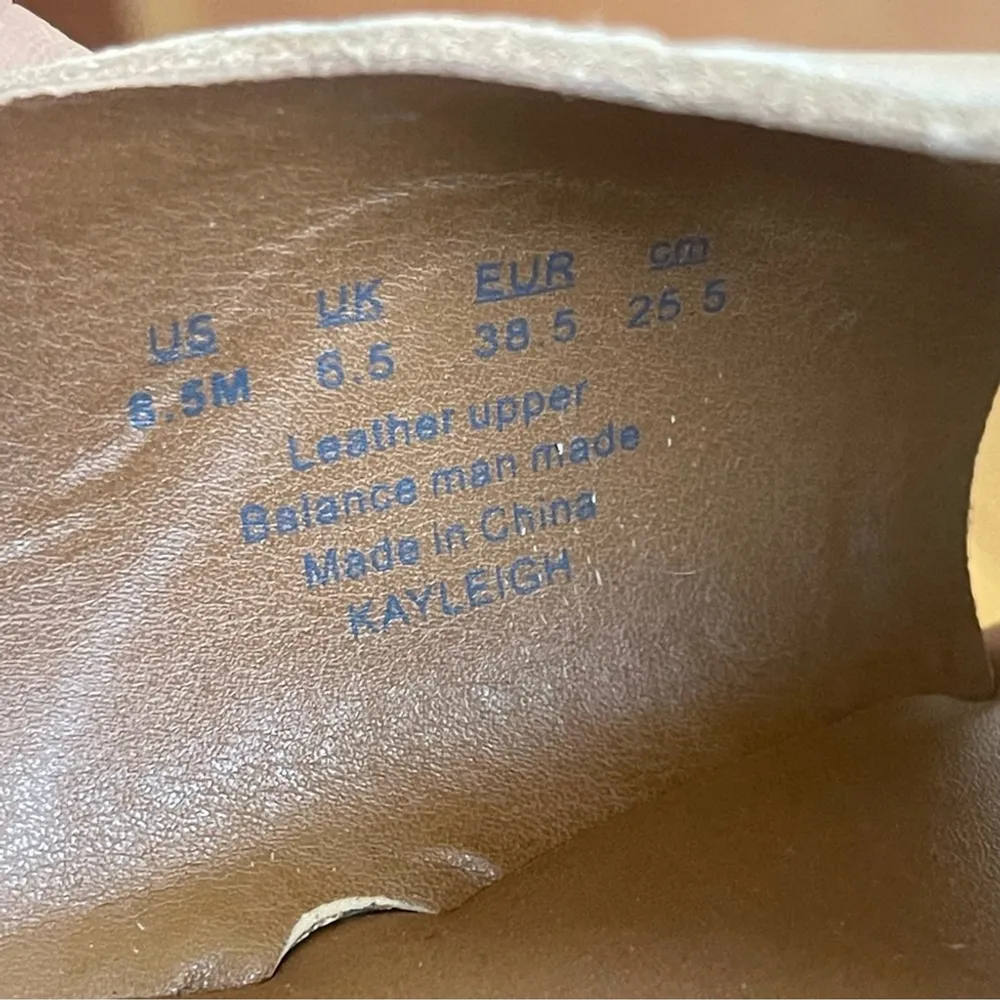 US UK EUR cm
8.5M 6.5 38.5 25.5
Leather upper
Balance man made
Made in China
KAYLEIGH